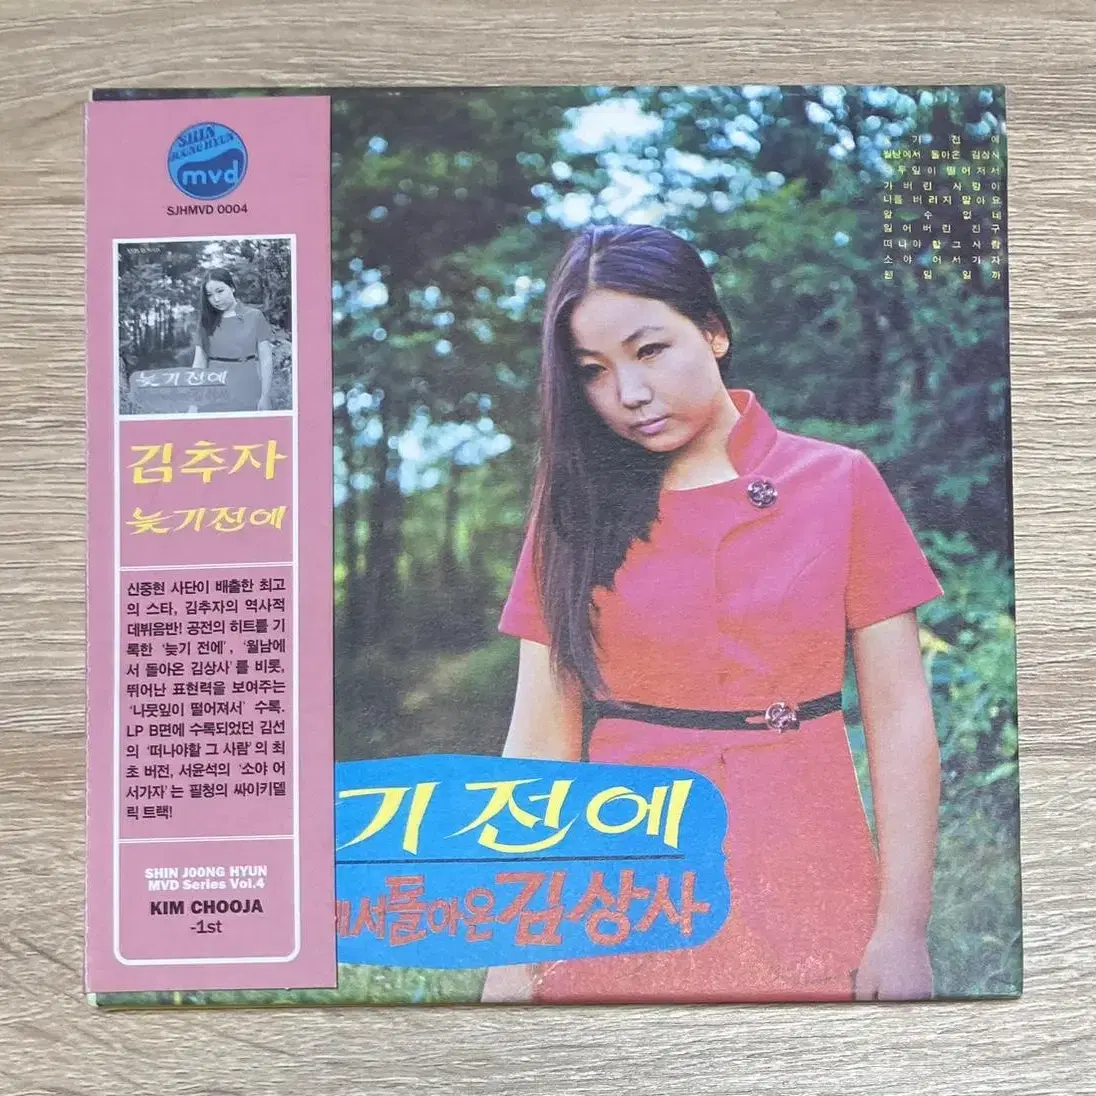 SHIN
JOONG HYUN
mvd
SJHMVD 0004
늦기전에
김추자
늦기전에
신중현 사단이 배출한 최고
의 스타, 김추자의 역사적
데뷔음반! 공전의 히트를 기
록한 '늦기 전에', '월남에
서 돌아온 김상사'를 비롯,
뛰어난 표현력을 보여주는
'나뭇잎이 떨어져서' 수록.
LP B면에 수록되었던 김선
의 '떠나야할 그 사람'의 최
초 버전, 서윤석의 '소야 어
서가자'는 필청의 싸이키델
릭 트랙!
SHIN JOONG HYUN
MVD Series Vol.4
KIM CHOOJA
-1st
기전에
월남에서 돌아온 김상사
무잎이 떨어저서
가버린 사랑아
나를 버리지 말아요
알 수 없네
잃어버린 친구
떠나야할 그사람
소야 어서가자
웬일일까
기전에
에서돌아온김상사